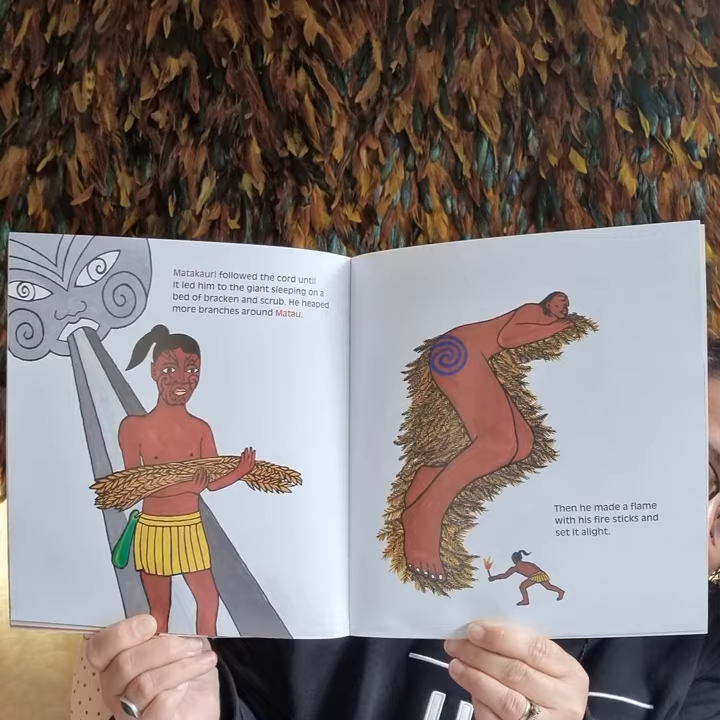 Matakauri followed the cord until
it led him to the giant sleeping on a
bed of bracken and scrub. He heaped
more branches around Matau.
Then he made a flame
with his fire sticks and
set it alight.